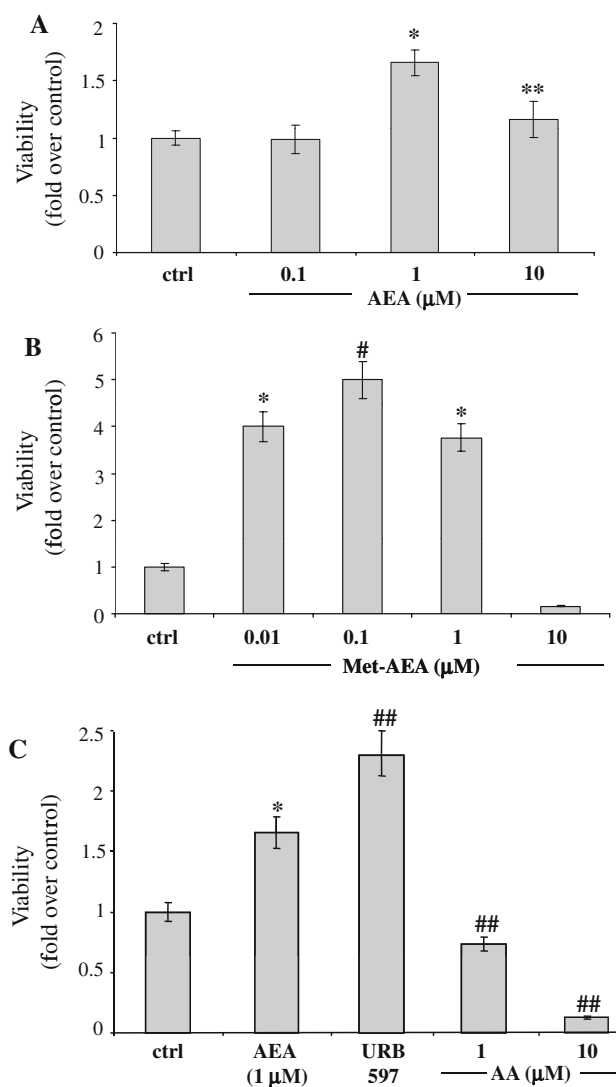 A
Viability
(fold over control)
2
1.5
1
0.5
0
*
**
ctrl
0.1
1
10
AEA (μM)
B
Viability
(fold over control)
6
5
4
3
2
1
0
*
#
*
ctrl
0.01
0.1
1
10
Met-AEA (μM)
C
Viability
(fold over control)
2.5
2
1.5
1
0.5
0
*
##
##
##
ctrl
AEA
(1 μM)
URB
597
1
10
AA (μM)